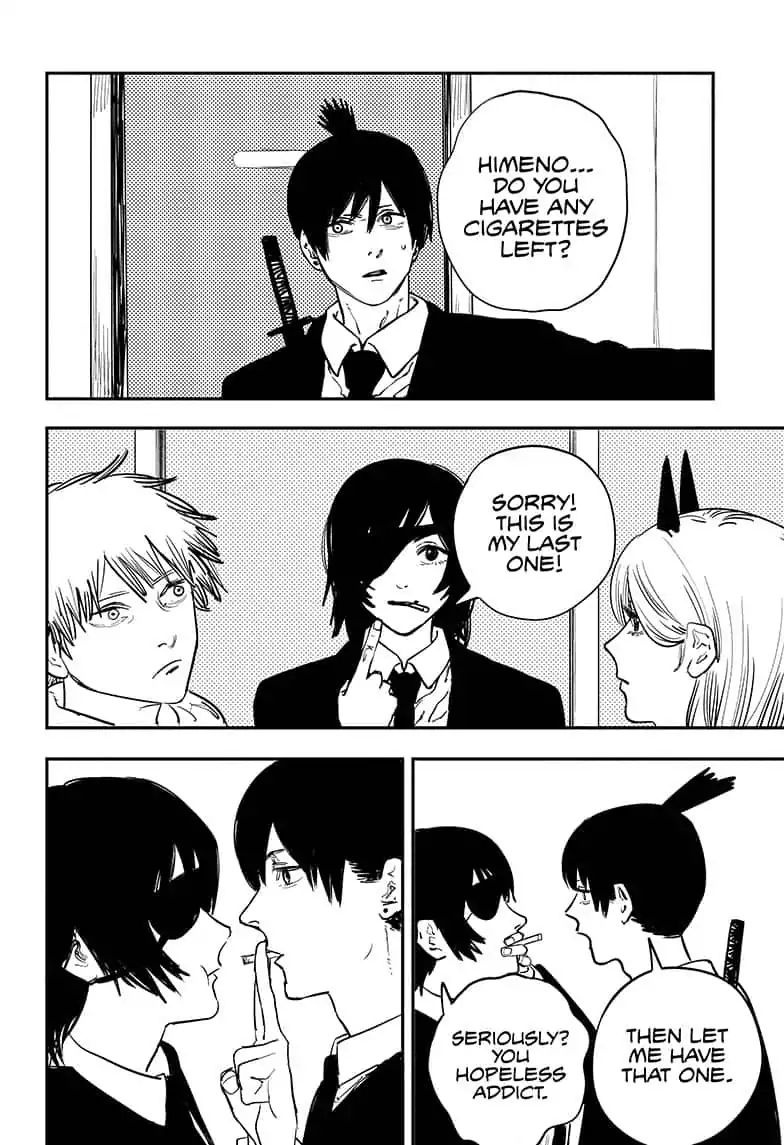 HIMENO...
DO YOU
HAVE ANY
CIGARETTES
LEFT?
SORRY!
THIS IS
MY LAST
ONE!
THEN LET
ME HAVE
THAT ONE.
SERIOUSLY?
YOU
HOPELESS
ADDICT.